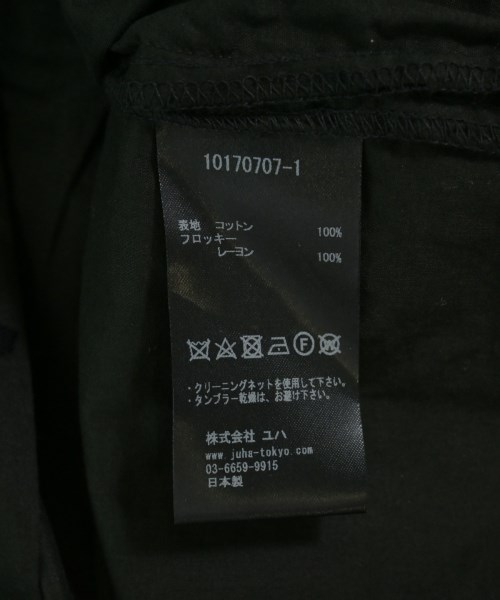 10170707-1
表地 コットン 100%
フロッキー
レーヨン 100%
・クリーニングネットを使用して下さい。
・タンブラー乾燥は、お避け下さい。
株式会社 ユハ
www.juha-tokyo.com
03-6659-9915
日本製